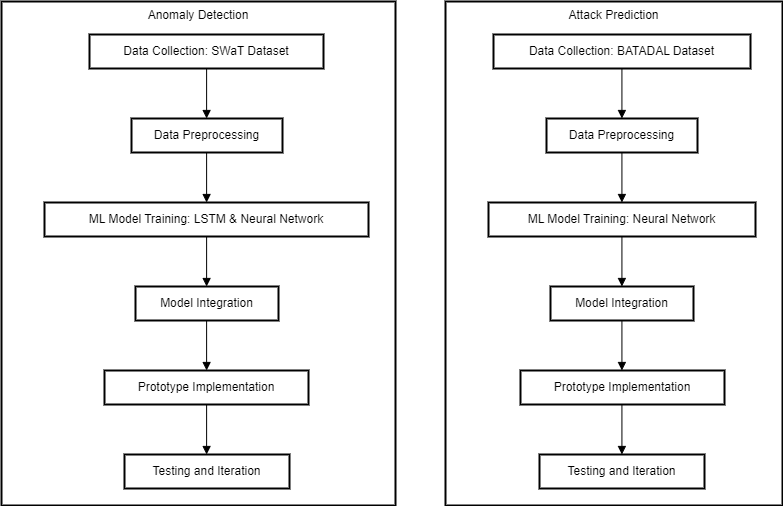 Anomaly Detection
Data Collection: SWaT Dataset
Data Preprocessing
ML Model Training: LSTM & Neural Network
Model Integration
Prototype Implementation
Testing and Iteration
Attack Prediction
Data Collection: BATADAL Dataset
Data Preprocessing
ML Model Training: Neural Network
Model Integration
Prototype Implementation
Testing and Iteration